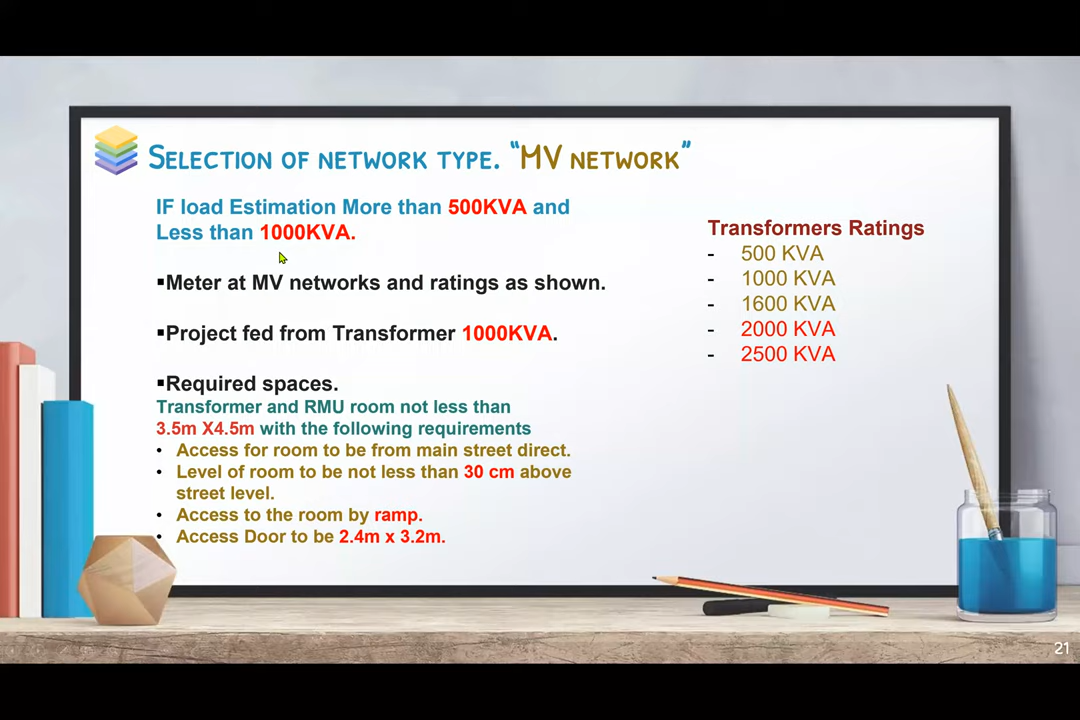 SELECTION OF NETWORK TYPE. "MV NETWORK"
IF load Estimation More than 500KVA and
Less than 1000KVA.
▪Meter at MV networks and ratings as shown.
▪Project fed from Transformer 1000KVA.
▪Required spaces.
Transformer and RMU room not less than
3.5m X4.5m with the following requirements
• Access for room to be from main street direct.
• Level of room to be not less than 30 cm above
street level.
• Access to the room by ramp.
• Access Door to be 2.4m x 3.2m.
Transformers Ratings
- 500 KVA
- 1000 KVA
- 1600 KVA
- 2000 KVA
- 2500 KVA
21